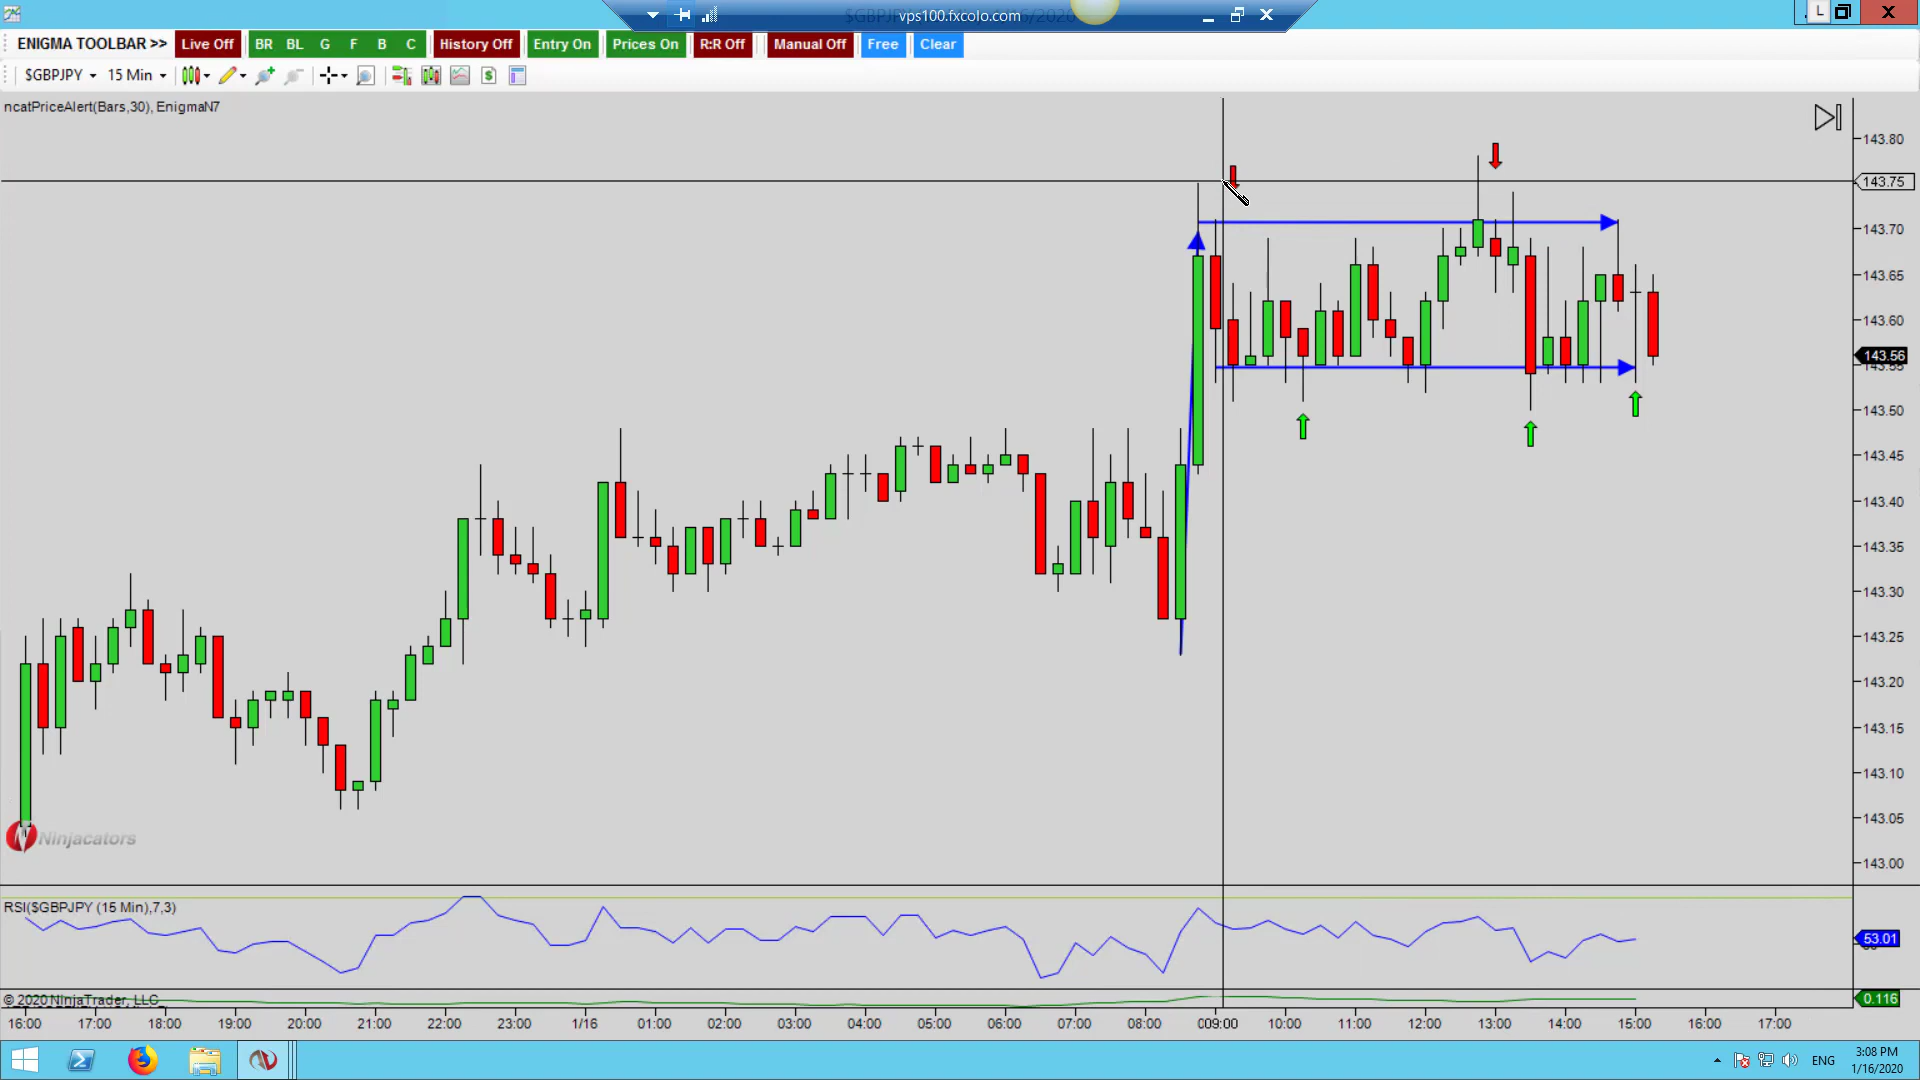 vps100.fxcolo.com
L
ENIGMA TOOLBAR >> Live Off BR BL G F B C History Off Entry On Prices On R:R Off Manual Off Free Clear
$GBPJPY 15 Min
ncatPriceAlert(Bars,30), EnigmaN7
143.80
143.75
143.70
143.65
143.60
143.56
143.55
143.50
143.45
143.40
143.35
143.30
143.25
143.20
143.15
143.10
143.05
Ninjacators
143.00
RSI($GBPJPY (15 Min),7,3)
53.01
© 2020 NinjaTrader, LLC
0.116
16:00 17:00 18:00 19:00 20:00 21:00 22:00 23:00 1/16 01:00 02:00 03:00 04:00 05:00 06:00 07:00 08:00 009:00 10:00 11:00 12:00 13:00 14:00 15:00 16:00 17:00
ENG
3:08 PM
1/16/2020